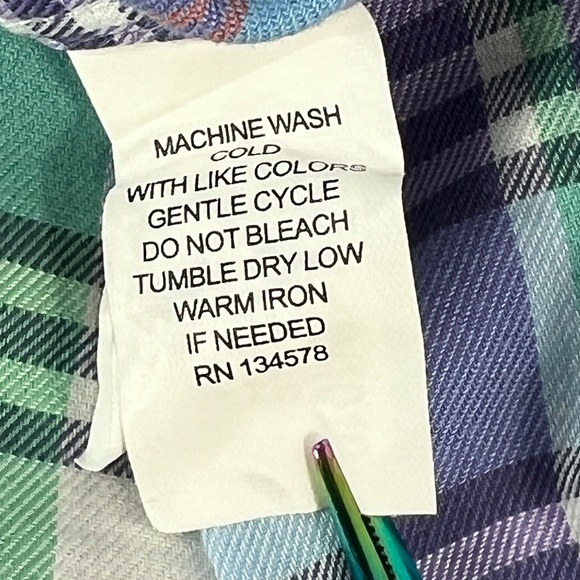 MACHINE WASH
COLD
WITH LIKE COLORS
GENTLE CYCLE
DO NOT BLEACH
TUMBLE DRY LOW
WARM IRON
IF NEEDED
RN 134578